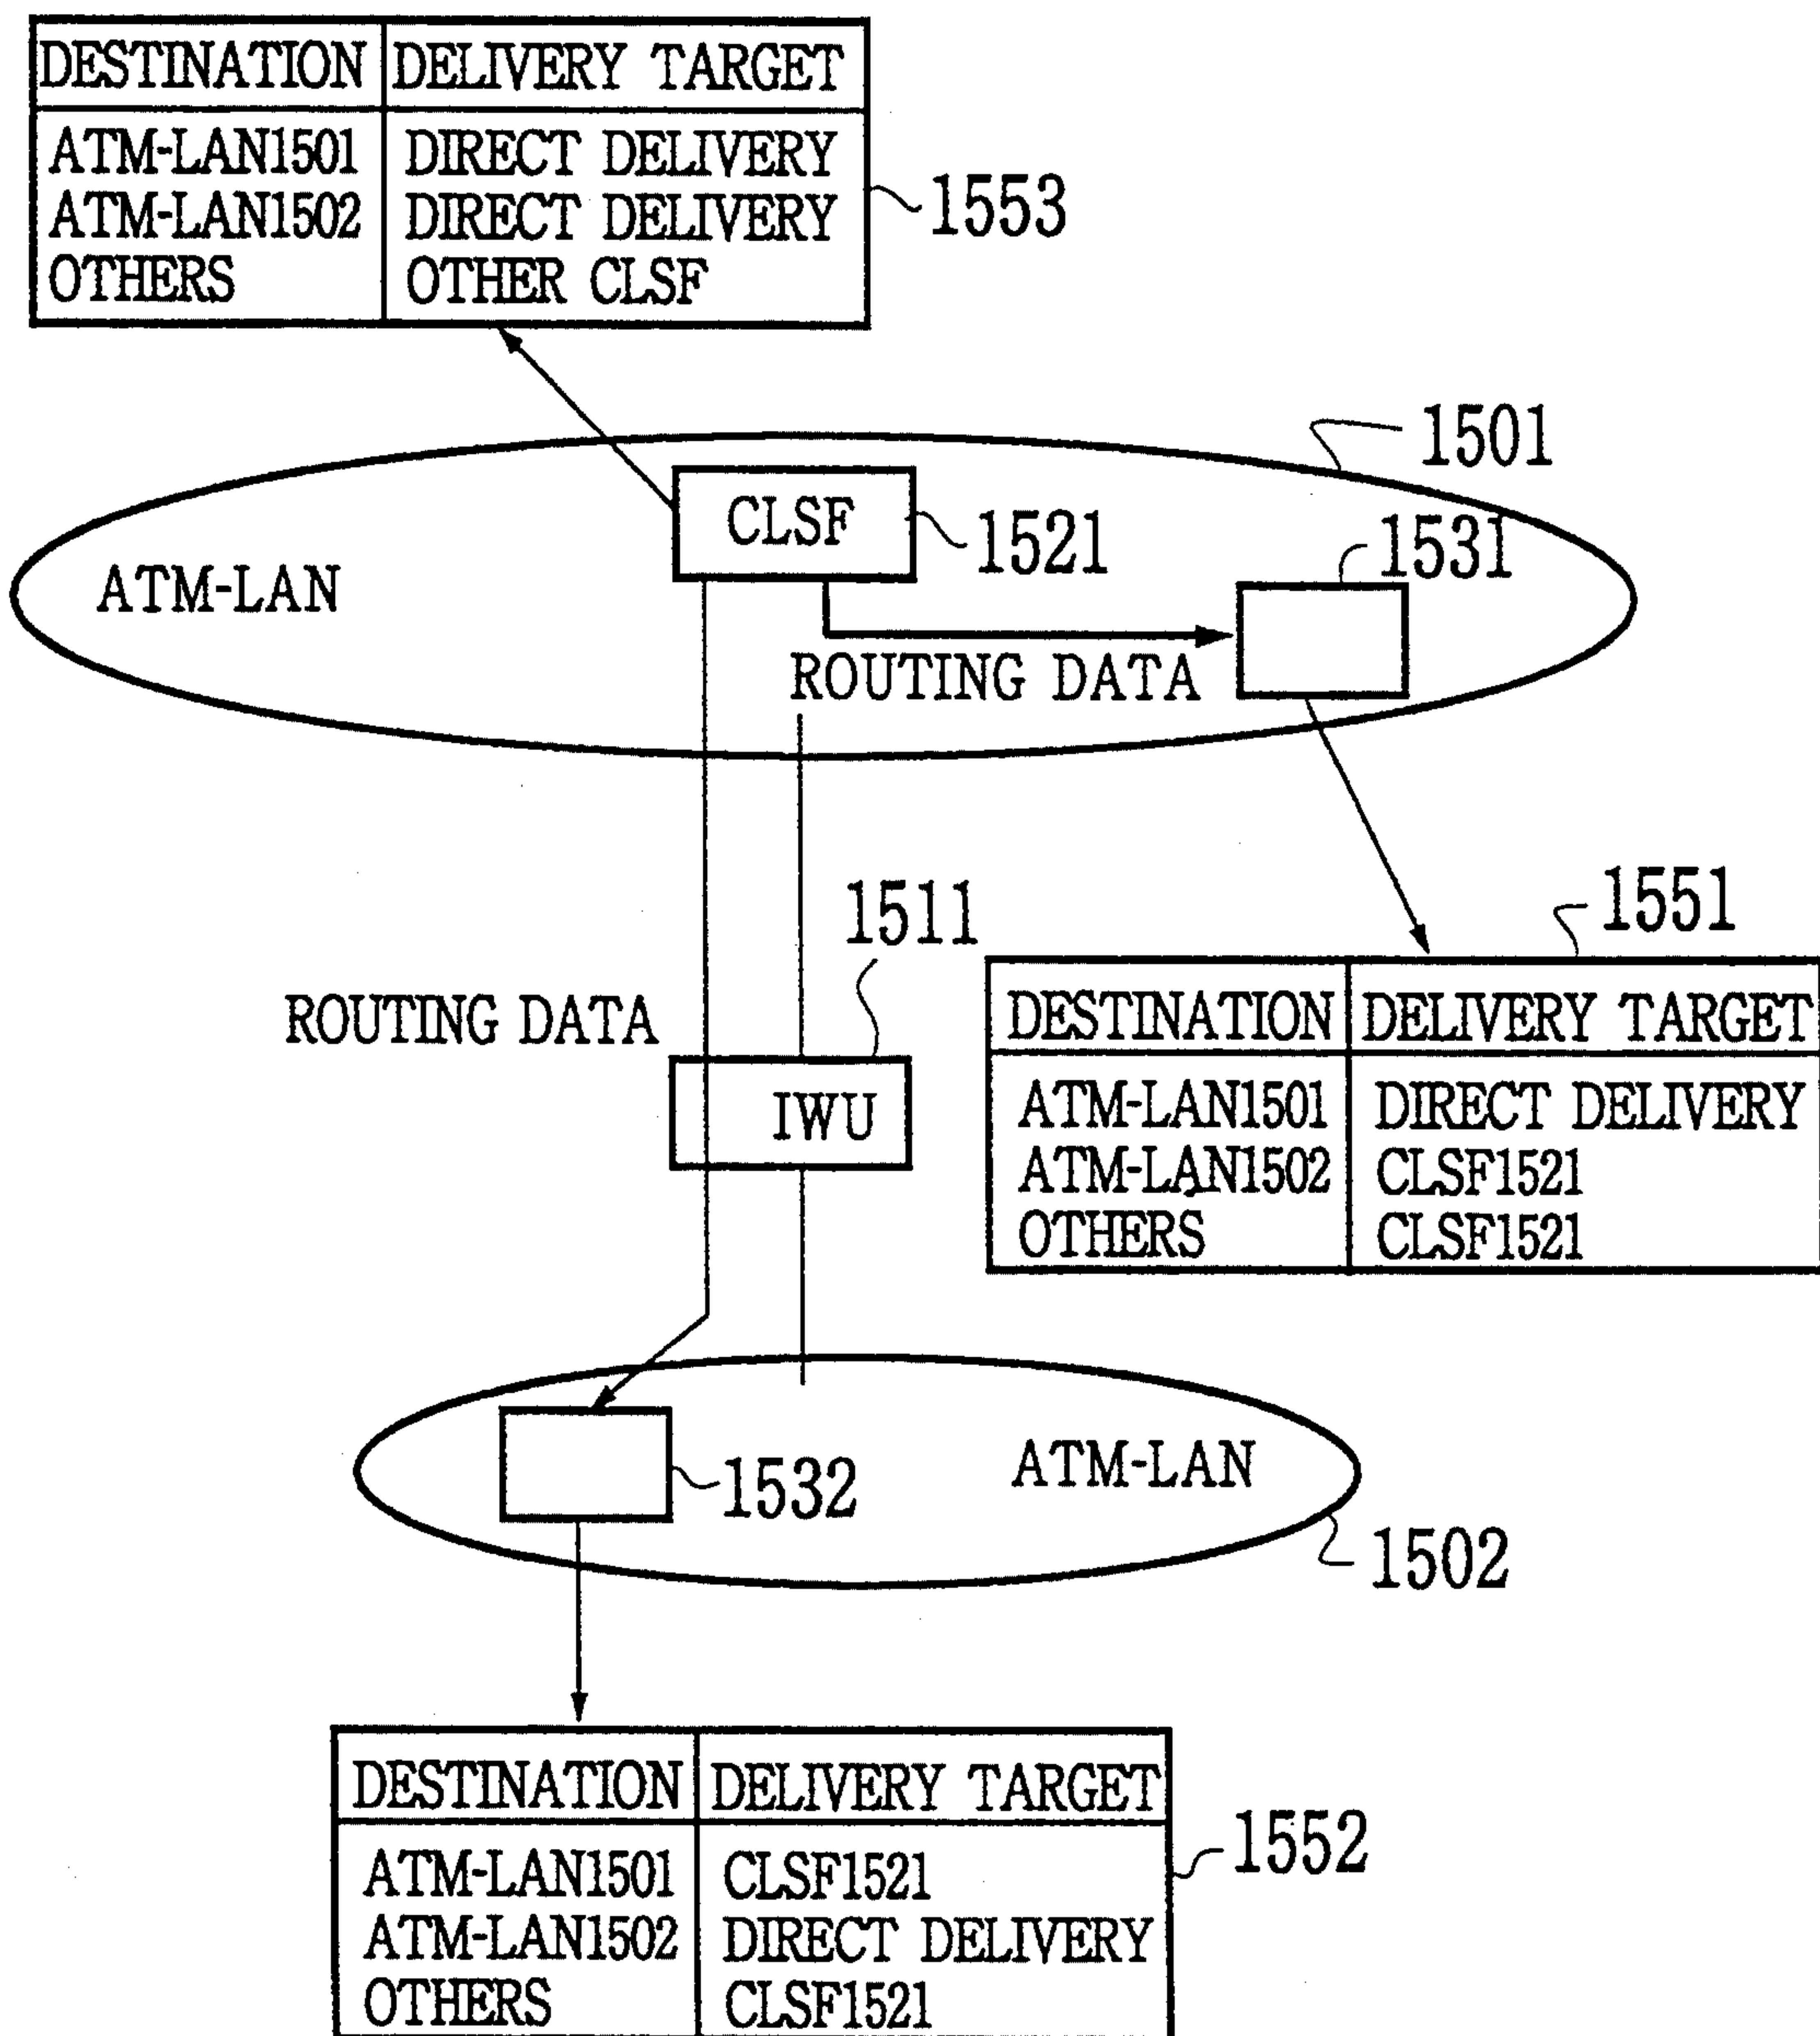 DESTINATION DELIVERY TARGET
ATM-LAN1501 DIRECT DELIVERY
ATM-LAN1502 DIRECT DELIVERY
OTHERS OTHER CLSF
1553
1501
CLSF
1521
1531
ATM-LAN
ROUTING DATA
1511
1551
ROUTING DATA
IWU
DESTINATION DELIVERY TARGET
ATM-LAN1501 DIRECT DELIVERY
ATM-LAN1502 CLSF1521
OTHERS CLSF1521
1532
ATM-LAN
1502
DESTINATION DELIVERY TARGET
ATM-LAN1501 CLSF1521
ATM-LAN1502 DIRECT DELIVERY
OTHERS CLSF1521
1552